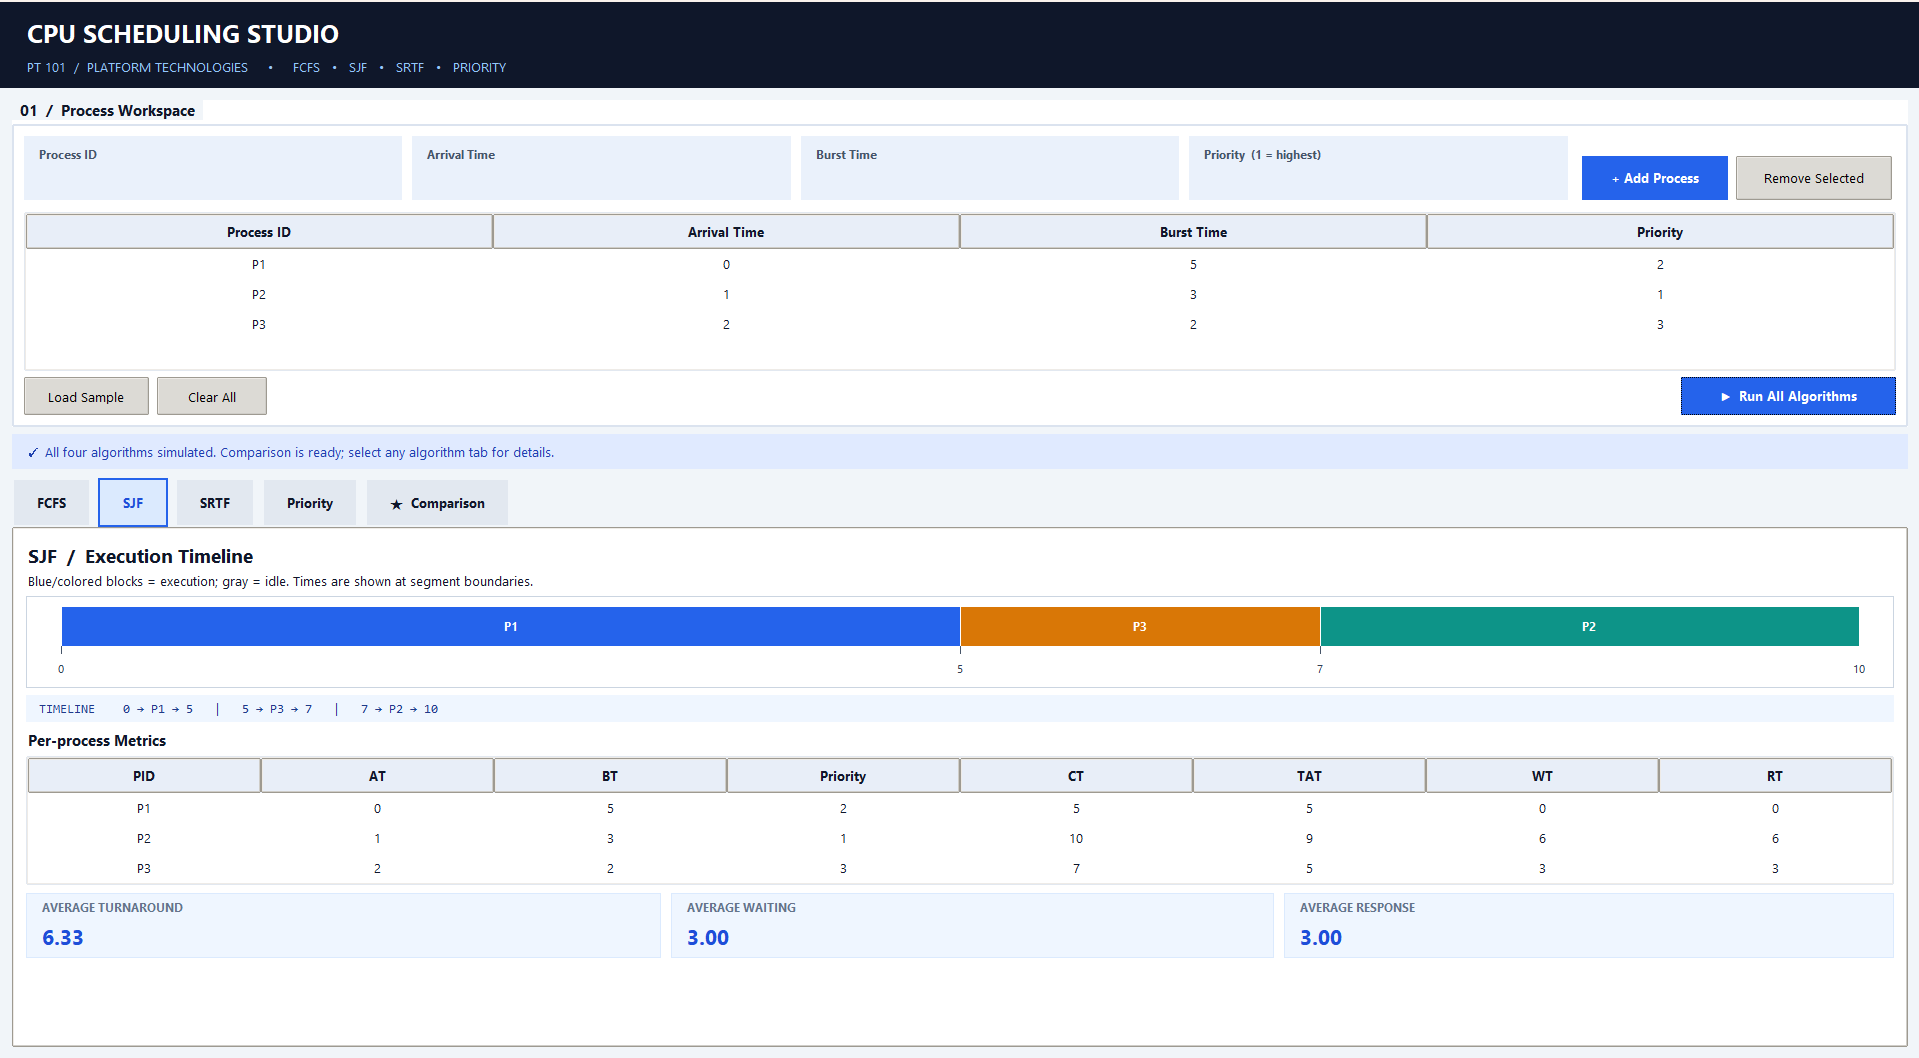 CPU SCHEDULING STUDIO
PT 101 / PLATFORM TECHNOLOGIES • FCFS • SJF • SRTF • PRIORITY
01 / Process Workspace
Process ID Arrival Time Burst Time Priority (1 = highest)
+ Add Process Remove Selected
Process ID Arrival Time Burst Time Priority
P1 0 5 2
P2 1 3 1
P3 2 2 3
Load Sample Clear All ► Run All Algorithms
✓ All four algorithms simulated. Comparison is ready; select any algorithm tab for details.
FCFS SJF SRTF Priority ★ Comparison
SJF / Execution Timeline
Blue/colored blocks = execution; gray = idle. Times are shown at segment boundaries.
P1 P3 P2
0 5 7 10
TIMELINE 0 → P1 → 5 | 5 → P3 → 7 | 7 → P2 → 10
Per-process Metrics
PID AT BT Priority CT TAT WT RT
P1 0 5 2 5 5 0 0
P2 1 3 1 10 9 6 6
P3 2 2 3 7 5 3 3
AVERAGE TURNAROUND AVERAGE WAITING AVERAGE RESPONSE
6.33 3.00 3.00